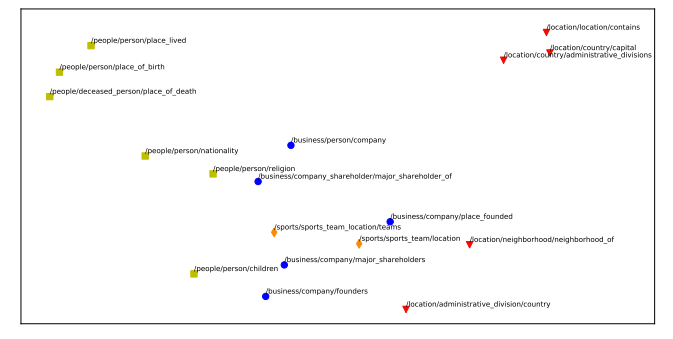 /location/location/contains
/people/person/place_lived
/location/country/capital
/location/country/administrative_divisions
/people/person/place_of_birth
/people/deceased_person/place_of_death
/business/person/company
/people/person/nationality
/people/person/religion
/business/company_shareholder/major_shareholder_of
/business/company/place_founded
/sports/sports_team_location/teams
/sports/sports_team/location
/location/neighborhood/neighborhood_of
/business/company/major_shareholders
/people/person/children
/business/company/founders
/location/administrative_division/country